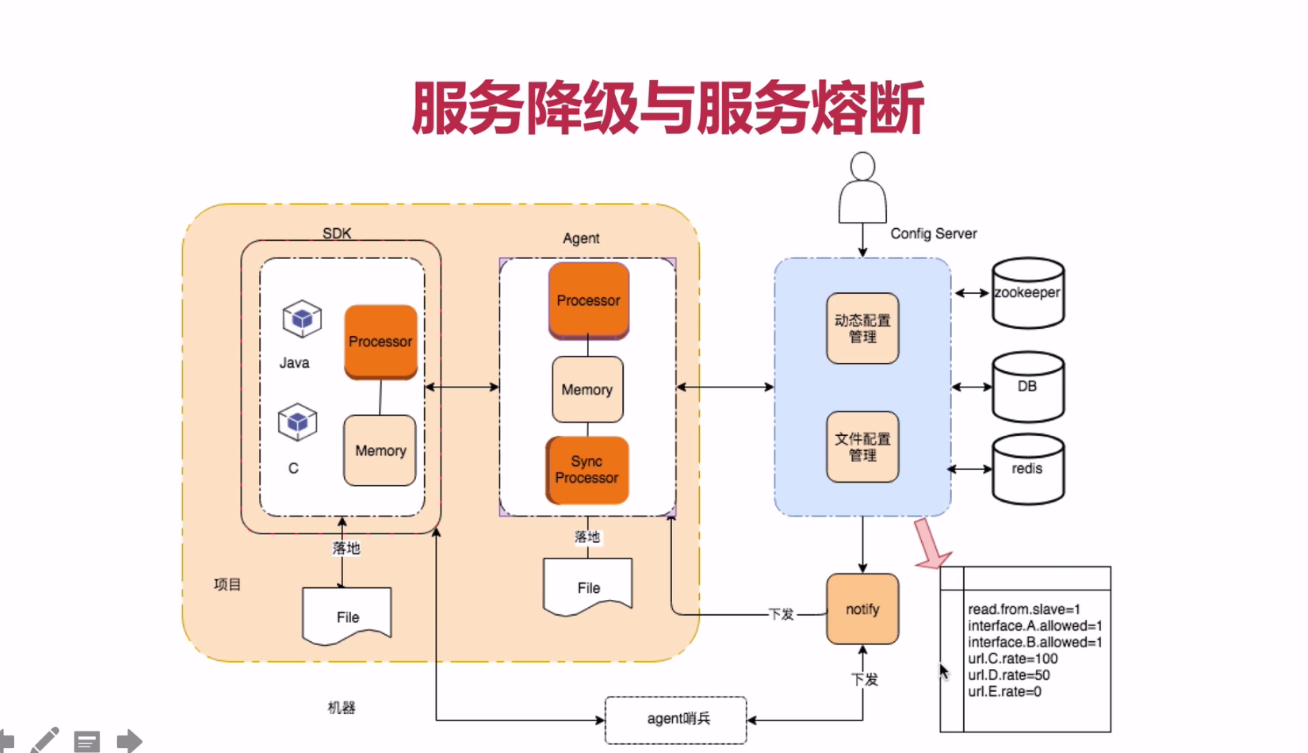 服务降级与服务熔断
SDK
Agent
Config Server
Java
C
Processor
Memory
Processor
Memory
Sync
Processor
动态配置
管理
文件配置
管理
zookeeper
DB
redis
落地
File
落地
File
项目
机器
下发
notify
下发
agent哨兵
read.from.slave=1
interface.A.allowed=1
interface.B.allowed=1
url.C.rate=100
url.D.rate=50
url.E.rate=0